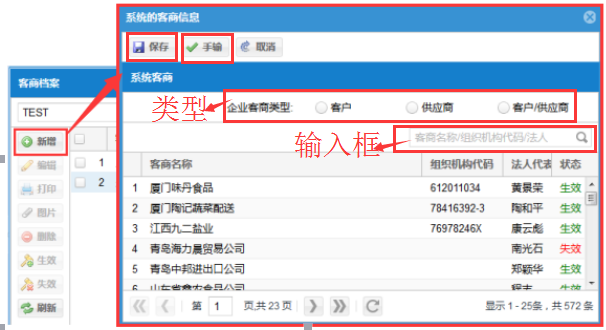 系统的客商信息
保存 手输 取消
客商档案
系统客商
TEST
类型
企业客商类型: 客户 供应商 客户/供应商
新增
输入框
客商名称/组织机构代码/法人
客商名称 组织机构代码 法人代表 状态
1 厦门味丹食品 612011034 黄景荣 生效
2 厦门陶记蔬菜配送 78416392-3 陶和平 生效
3 江西九二盐业 76978246X 康云彪 生效
4 青岛海力晨贸易公司 南光石 失效
5 青岛中邦进出口公司 郑颖华 生效
6
编辑 1
打印 2
图片
删除
生效
失效
刷新
第 1 页,共 23 页 显示 1 - 25条，共 572 条